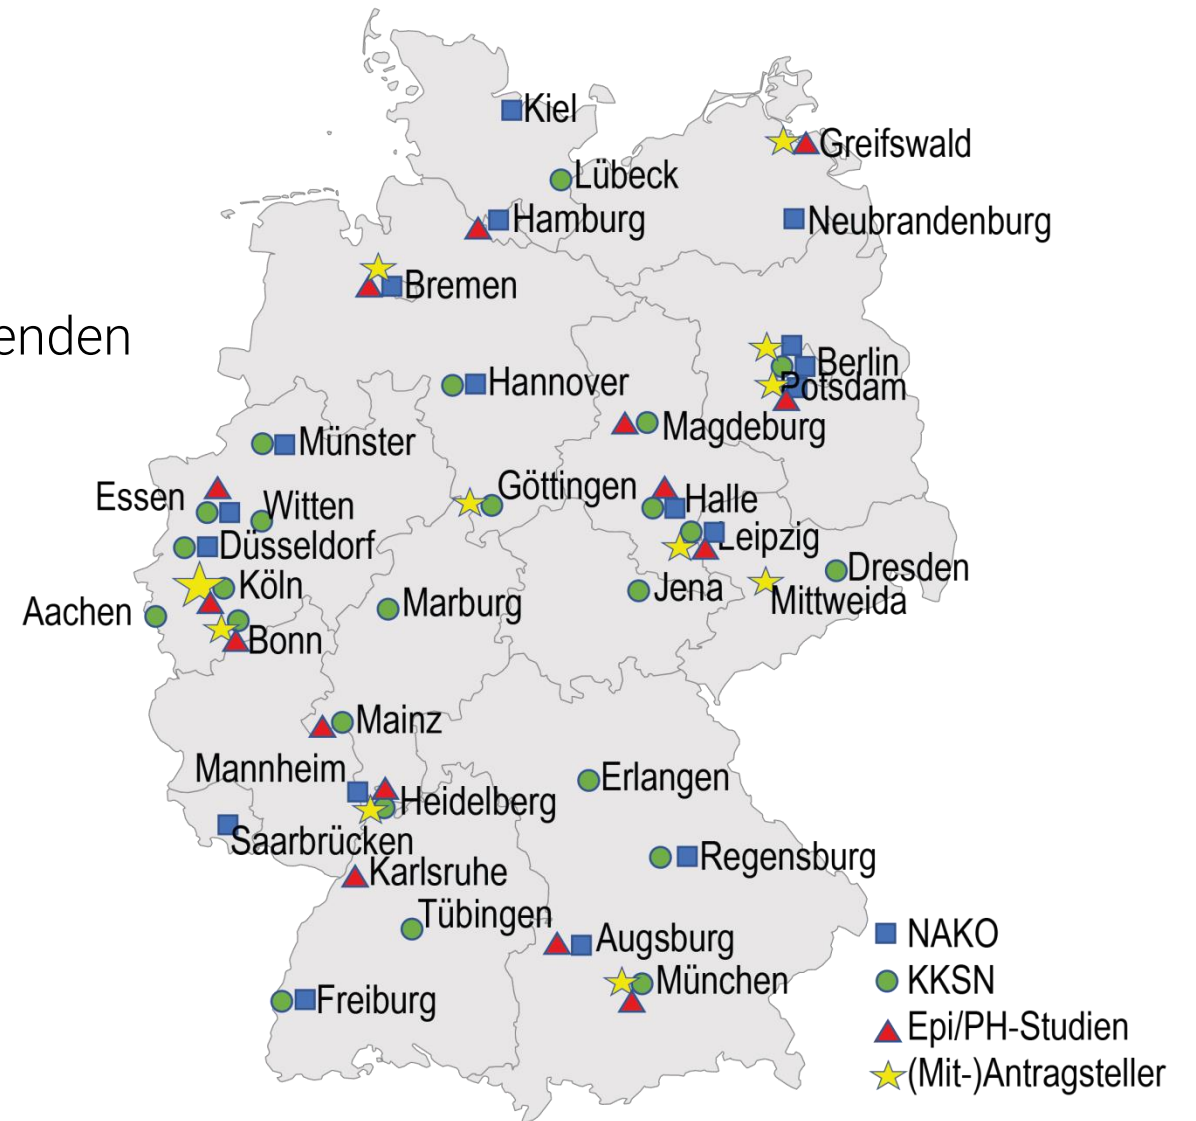 Kiel
Greifswald
Lübeck
Hamburg
Neubrandenburg
Bremen
enden
Berlin
Potsdam
Hannover
Magdeburg
Münster
Göttingen
Essen
Witten
Halle
Düsseldorf
Leipzig
Dresden
Köln
Jena
Mittweida
Aachen
Marburg
Bonn
Mainz
Mannheim
Erlangen
Heidelberg
Saarbrücken
Regensburg
Karlsruhe
Tübingen
Augsburg
München
Freiburg
NAKO
KKSN
Epi/PH-Studien
(Mit-)Antragsteller